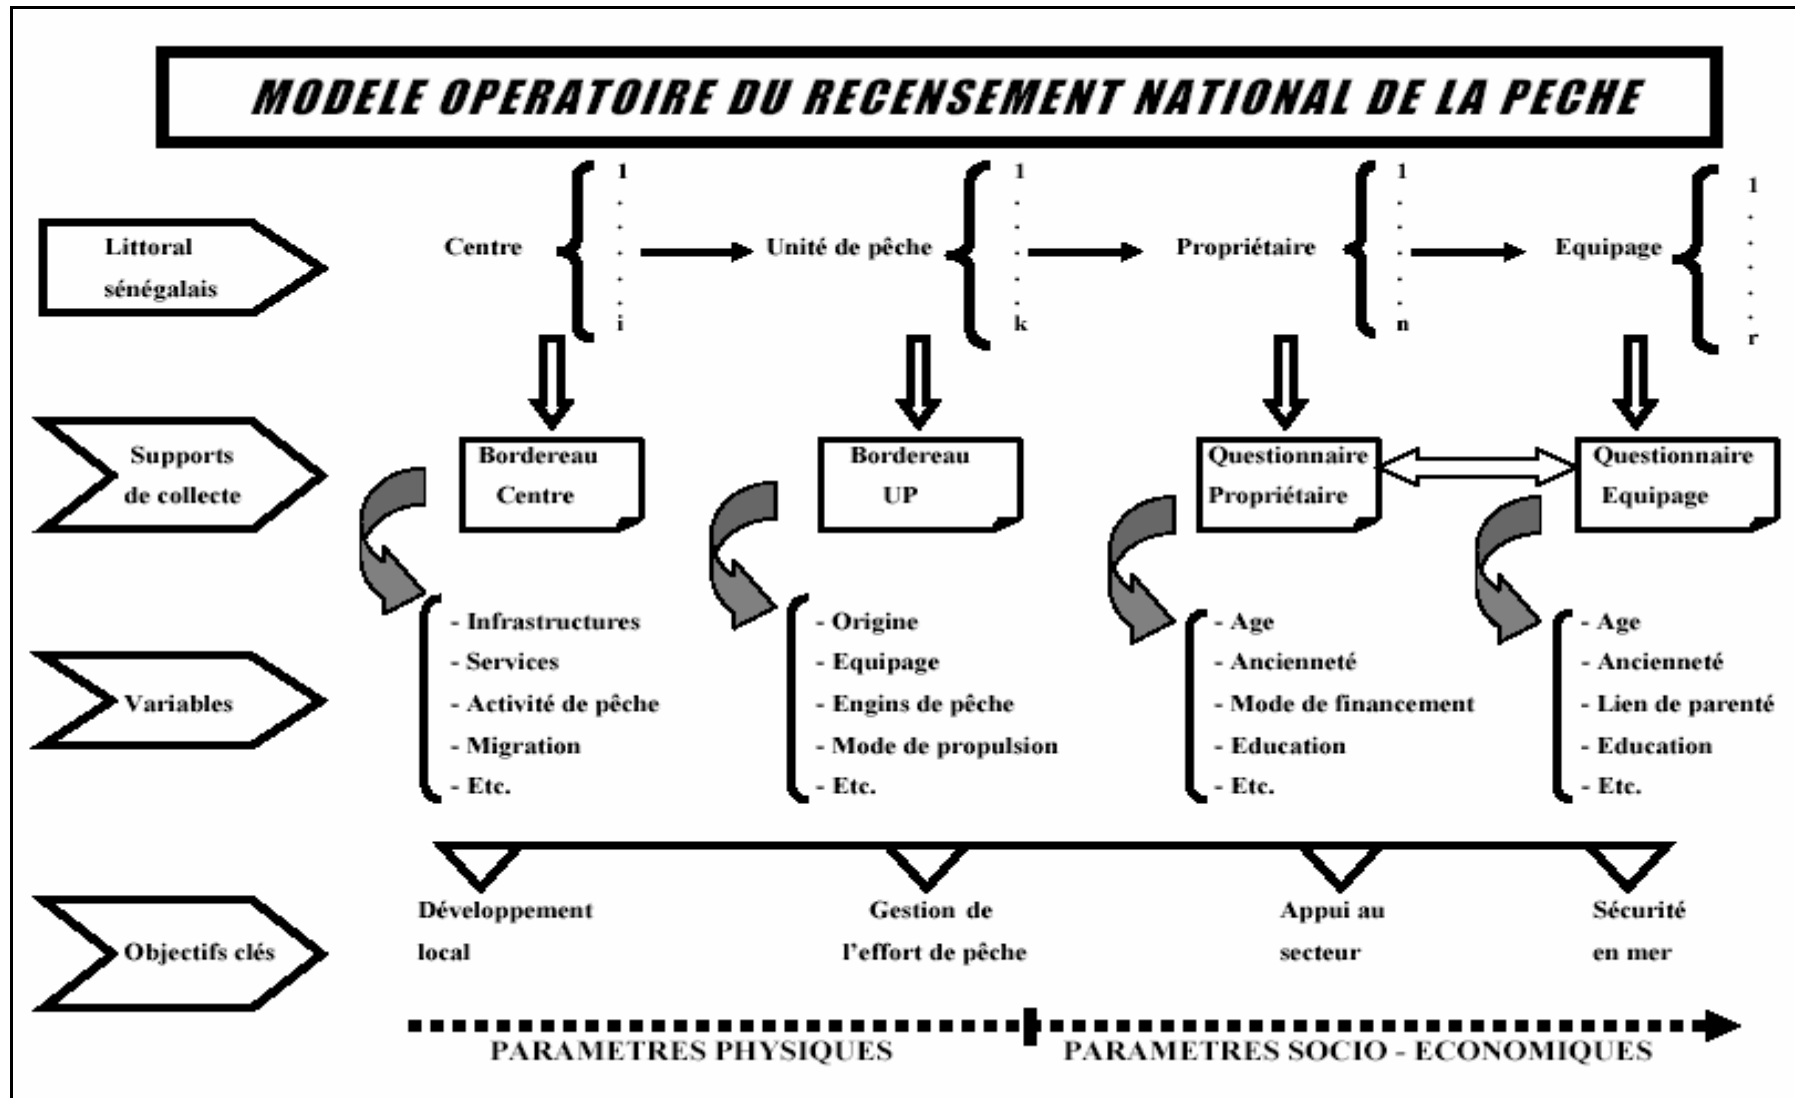 MODELE OPERATOIRE DU RECENSEMENT NATIONAL DE LA PECHE
Littoral
sénégalais
Centre
1
.
.
.
.
.
i
Unité de pêche
1
.
.
.
.
.
k
Propriétaire
1
.
.
.
.
.
n
Equipage
1
.
.
.
.
.
r
Supports
de collecte
Bordereau
Centre
Bordereau
UP
Questionnaire
Propriétaire
Questionnaire
Equipage
Variables
- Infrastructures
- Services
- Activité de pêche
- Migration
- Etc.
- Origine
- Equipage
- Engins de pêche
- Mode de propulsion
- Etc.
- Age
- Ancienneté
- Mode de financement
- Education
- Etc.
- Age
- Ancienneté
- Lien de parenté
- Education
- Etc.
Objectifs clés
Développement
local
Gestion de
l'effort de pêche
Appui au
secteur
Sécurité
en mer
PARAMETRES PHYSIQUES
PARAMETRES SOCIO - ECONOMIQUES